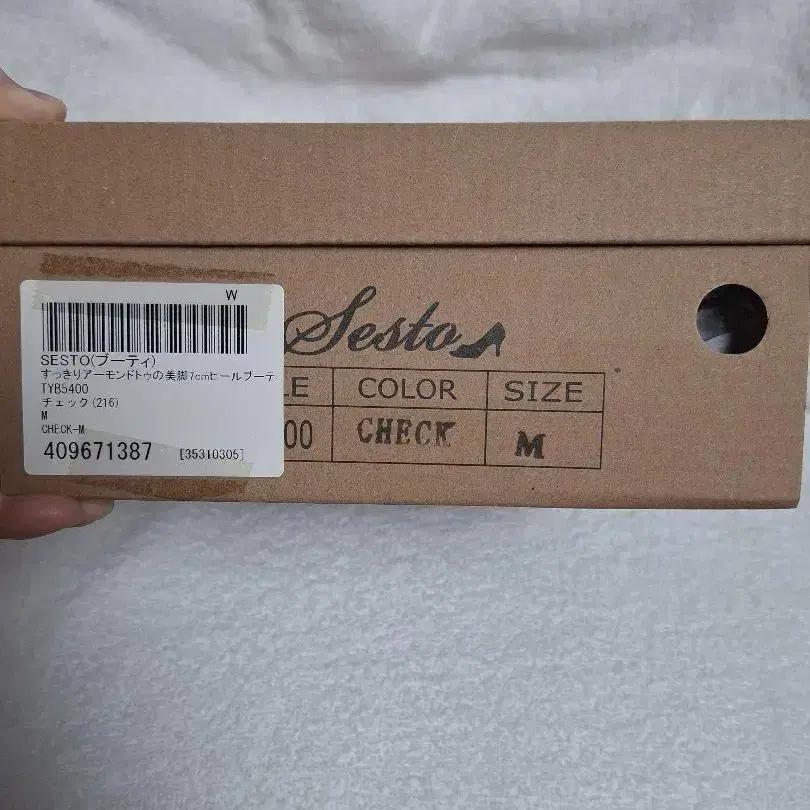 W
SESTO(ブーティ)
すっきりアーモンドトゥの美脚7cmヒールブーテ
TYB5400
チェック(216)
M
CHECK-M
409671387 [35310305]
Sesto
LE COLOR SIZE
00 CHECK M